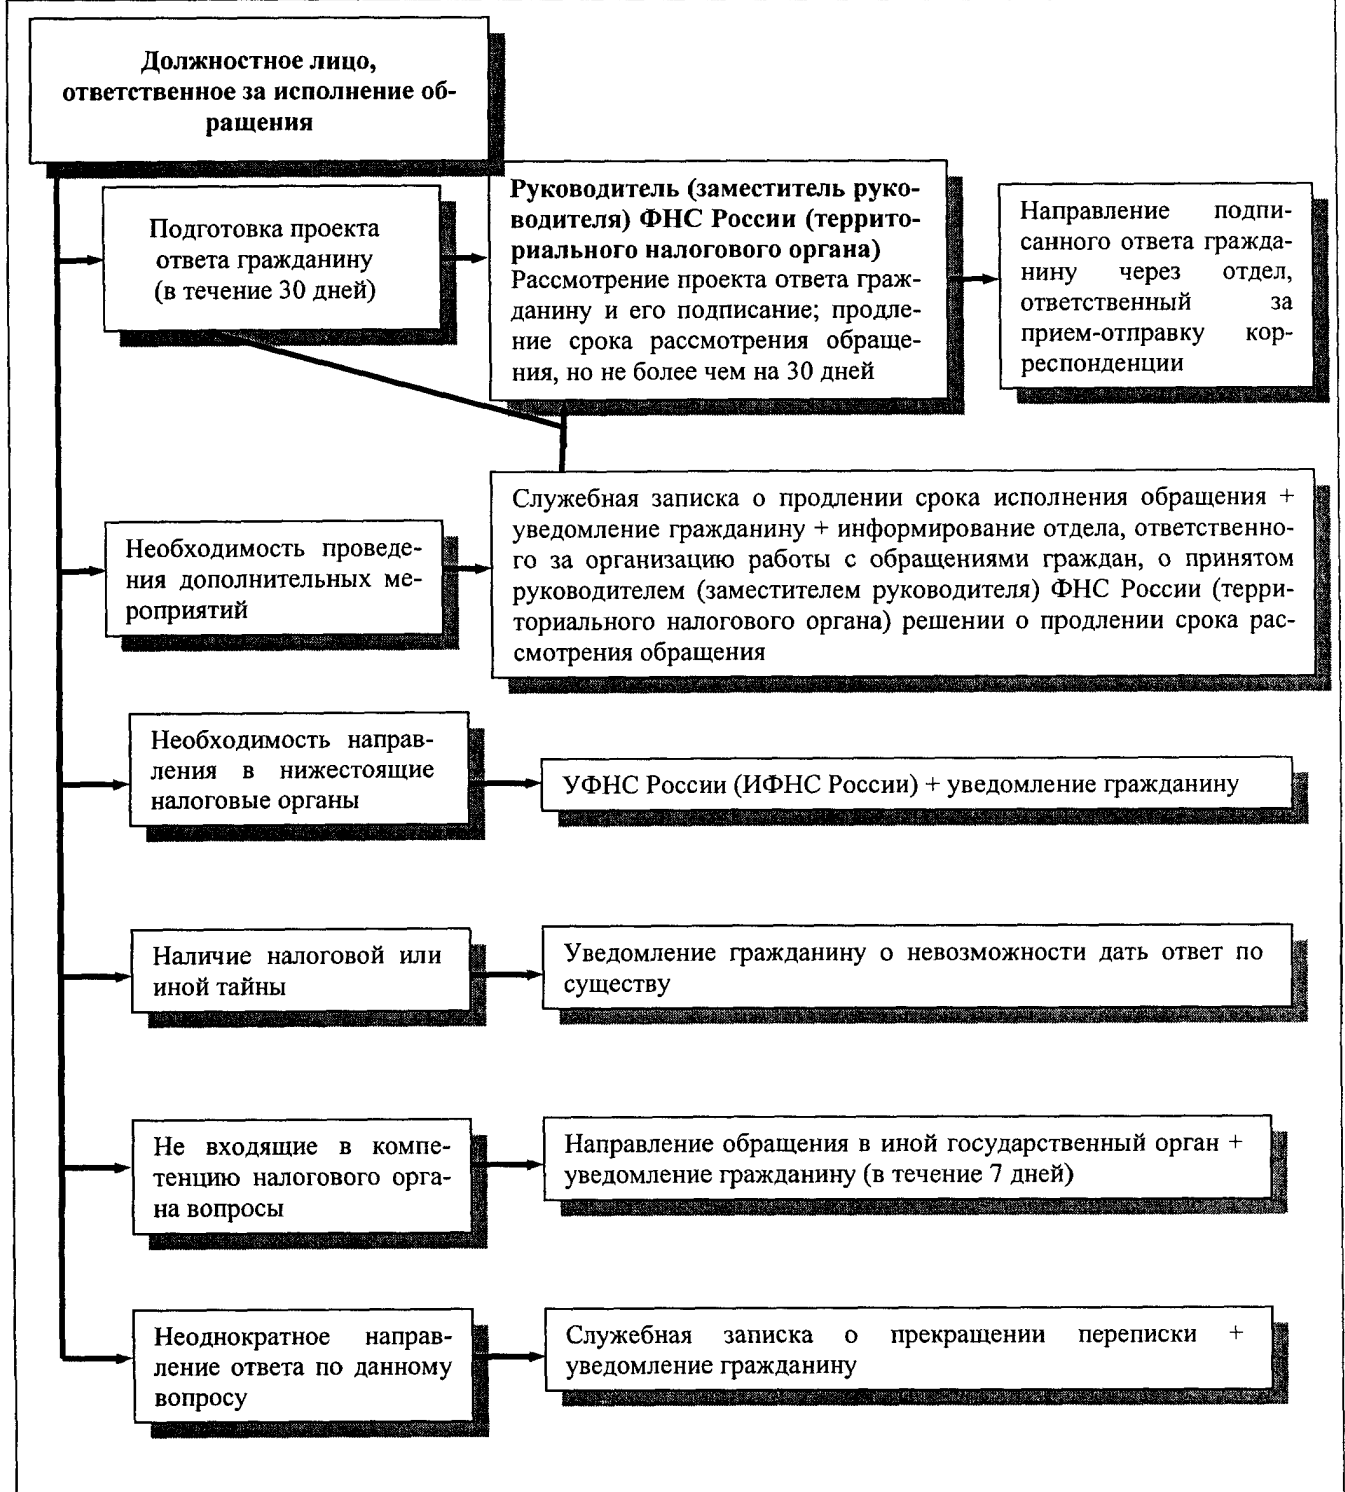 Должностное лицо,
ответственное за исполнение об-
ращения
Подготовка проекта
ответа гражданину
(в течение 30 дней)
Руководитель (заместитель руко-
водителя) ФНС России (террито-
риального налогового органа)
Рассмотрение проекта ответа граж-
данину и его подписание; продле-
ние срока рассмотрения обраще-
ния, но не более чем на 30 дней
Направление подпи-
санного ответа гражда-
нину через отдел,
ответственный за
прием-отправку кор-
респонденции
Необходимость проведе-
ния дополнительных ме-
роприятий
Служебная записка о продлении срока исполнения обращения +
уведомление гражданину + информирование отдела, ответственно-
го за организацию работы с обращениями граждан, о принятом
руководителем (заместителем руководителя) ФНС России (терри-
ториального налогового органа) решении о продлении срока рас-
смотрения обращения
Необходимость направ-
ления в нижестоящие
налоговые органы
УФНС России (ИФНС России) + уведомление гражданину
Наличие налоговой или
иной тайны
Уведомление гражданину о невозможности дать ответ по
существу
Не входящие в компе-
тенцию налогового орга-
на вопросы
Направление обращения в иной государственный орган +
уведомление гражданину (в течение 7 дней)
Неоднократное направ-
ление ответа по данному
вопросу
Служебная записка о прекращении переписки +
уведомление гражданину